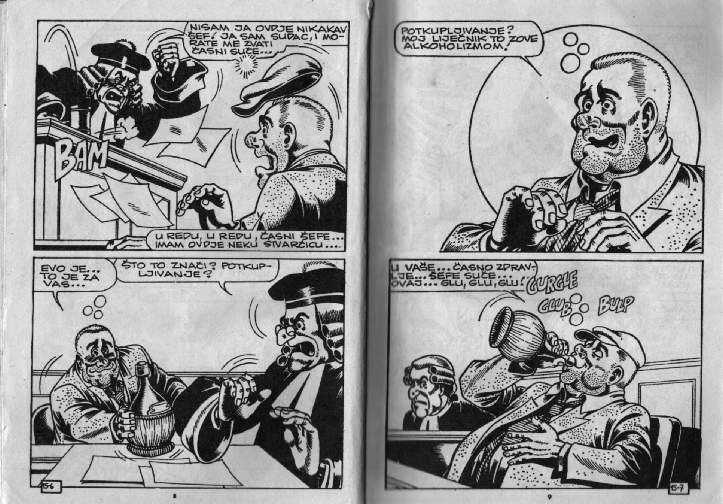 NISAM JA OVDJE NIKAKAV
ŠEF! JA SAM SUDAC, I MO-
RATE ME ZVATI
ČASNI SUČE...
BAM
U REDU, U REDU, ČASNI ŠEFE...
IMAM OVDJE NEKU STVARČICU...
EVO JE...
TO JE ZA
VAS...
ŠTO TO ZNAČI? POTKUP-
LJIVANJE?
54
8
POTKUPLJIVANJE?
MOJ LIJEČNIK TO ZOVE
ALKOHOLIZMOM!
U VAŠE... ČASNO ZDRAV-
LJE... ŠEFE SUČE...
OVAJ... GLU, GLU, GLU!
GURGLE
GLUB
BULP
9